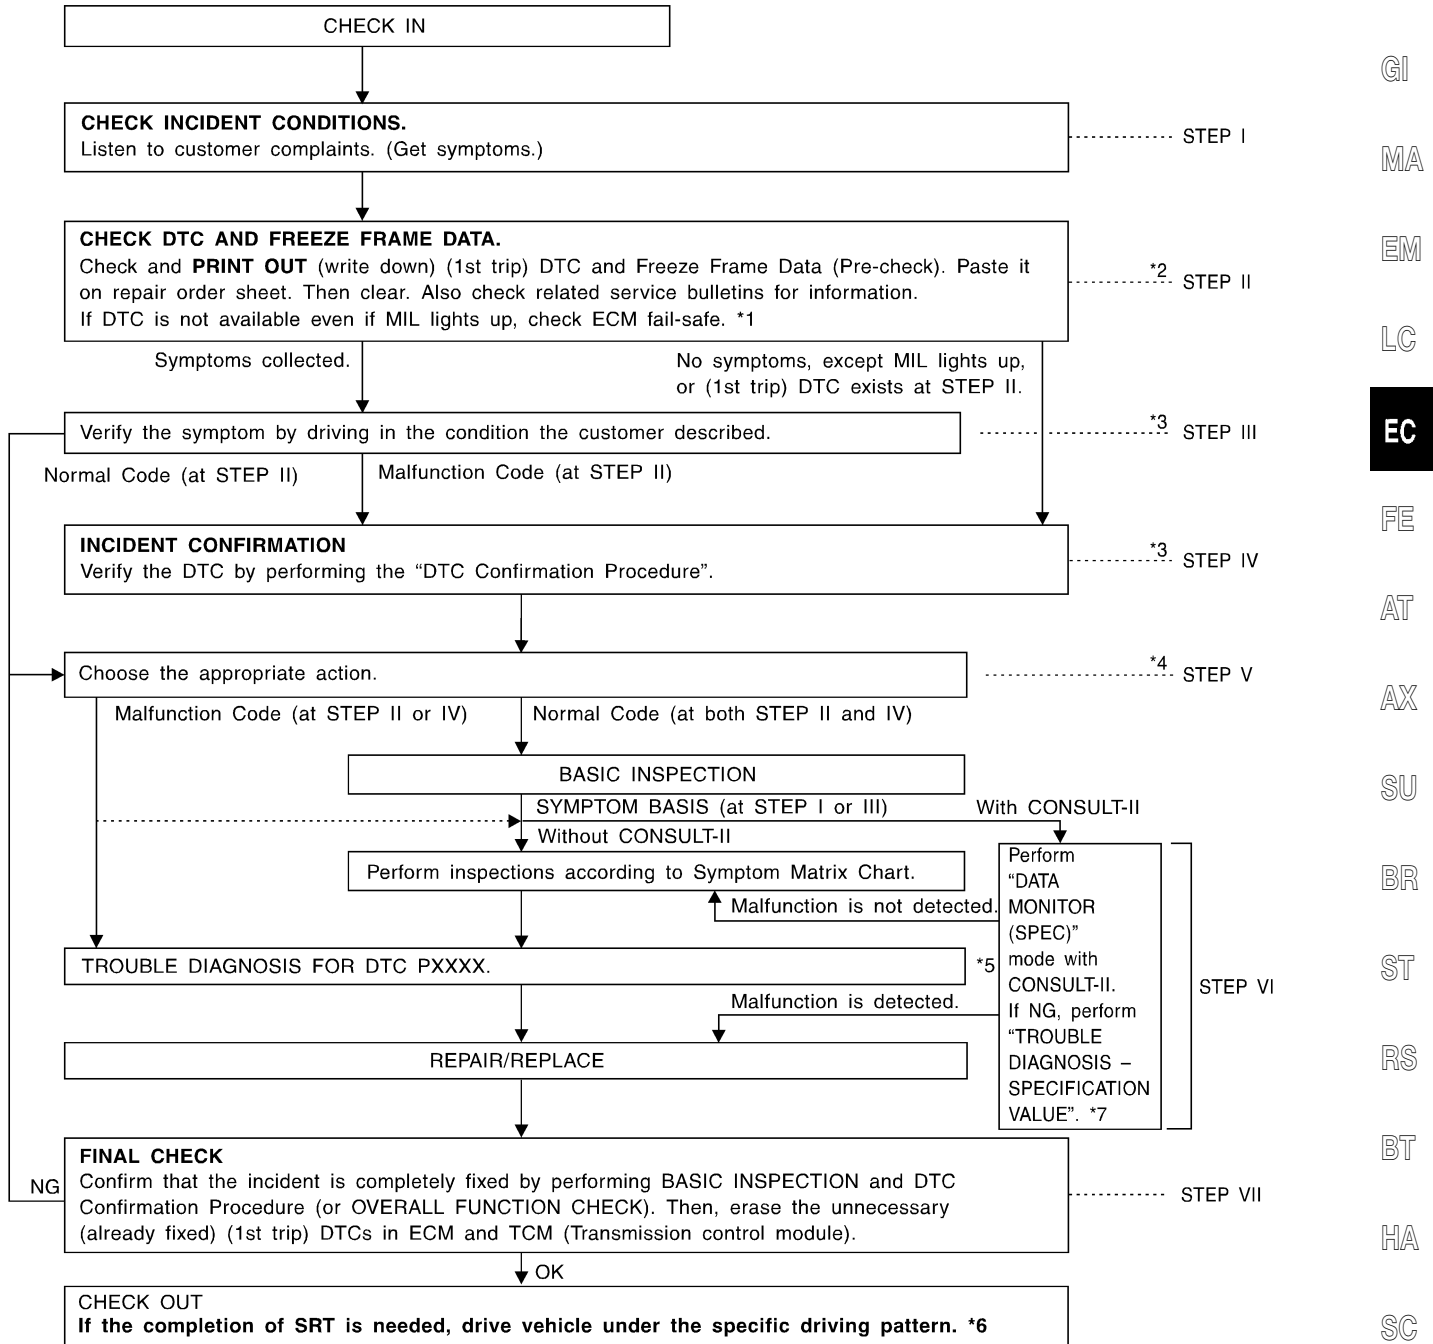 CHECK IN
CHECK INCIDENT CONDITIONS.
Listen to customer complaints. (Get symptoms.)
STEP I
CHECK DTC AND FREEZE FRAME DATA.
Check and PRINT OUT (write down) (1st trip) DTC and Freeze Frame Data (Pre-check). Paste it
on repair order sheet. Then clear. Also check related service bulletins for information.
If DTC is not available even if MIL lights up, check ECM fail-safe. *1
*2
STEP II
Symptoms collected.
No symptoms, except MIL lights up,
or (1st trip) DTC exists at STEP II.
Verify the symptom by driving in the condition the customer described.
*3
STEP III
Normal Code (at STEP II)
Malfunction Code (at STEP II)
INCIDENT CONFIRMATION
Verify the DTC by performing the “DTC Confirmation Procedure”.
*3
STEP IV
Choose the appropriate action.
*4
STEP V
Malfunction Code (at STEP II or IV)
Normal Code (at both STEP II and IV)
BASIC INSPECTION
SYMPTOM BASIS (at STEP I or III)
With CONSULT-II
Without CONSULT-II
Perform inspections according to Symptom Matrix Chart.
Malfunction is not detected.
TROUBLE DIAGNOSIS FOR DTC PXXXX.
*5
Malfunction is detected.
Perform
“DATA
MONITOR
(SPEC)”
mode with
CONSULT-II.
If NG, perform
“TROUBLE
DIAGNOSIS –
SPECIFICATION
VALUE”. *7
STEP VI
REPAIR/REPLACE
FINAL CHECK
Confirm that the incident is completely fixed by performing BASIC INSPECTION and DTC
Confirmation Procedure (or OVERALL FUNCTION CHECK). Then, erase the unnecessary
(already fixed) (1st trip) DTCs in ECM and TCM (Transmission control module).
NG
STEP VII
OK
CHECK OUT
If the completion of SRT is needed, drive vehicle under the specific driving pattern. *6
GI
MA
EM
LC
EC
FE
AT
AX
SU
BR
ST
RS
BT
HA
SC